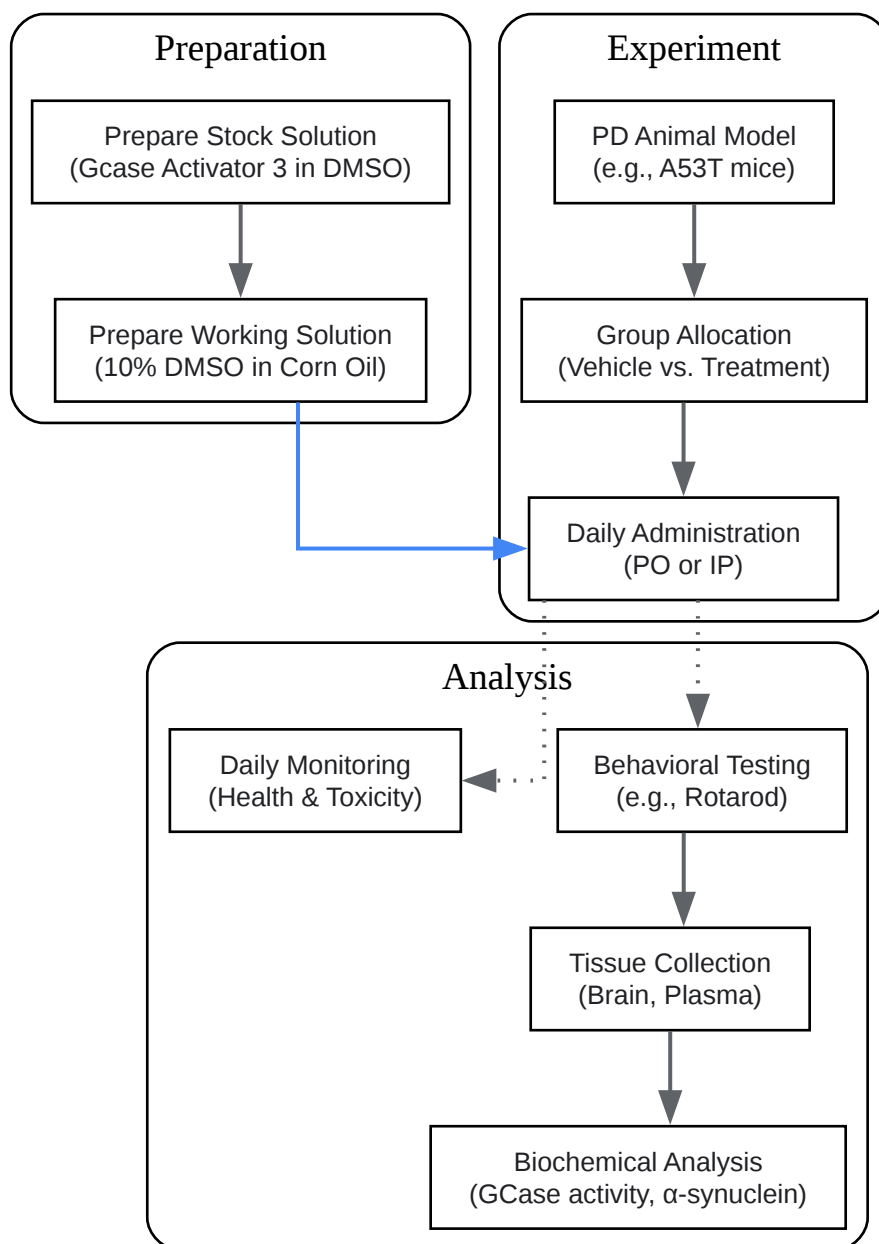 Preparation
Prepare Stock Solution
(Gcase Activator 3 in DMSO)
Prepare Working Solution
(10% DMSO in Corn Oil)
Experiment
PD Animal Model
(e.g., A53T mice)
Group Allocation
(Vehicle vs. Treatment)
Daily Administration
(PO or IP)
Analysis
Daily Monitoring
(Health & Toxicity)
Behavioral Testing
(e.g., Rotarod)
Tissue Collection
(Brain, Plasma)
Biochemical Analysis
(GCase activity, α-synuclein)